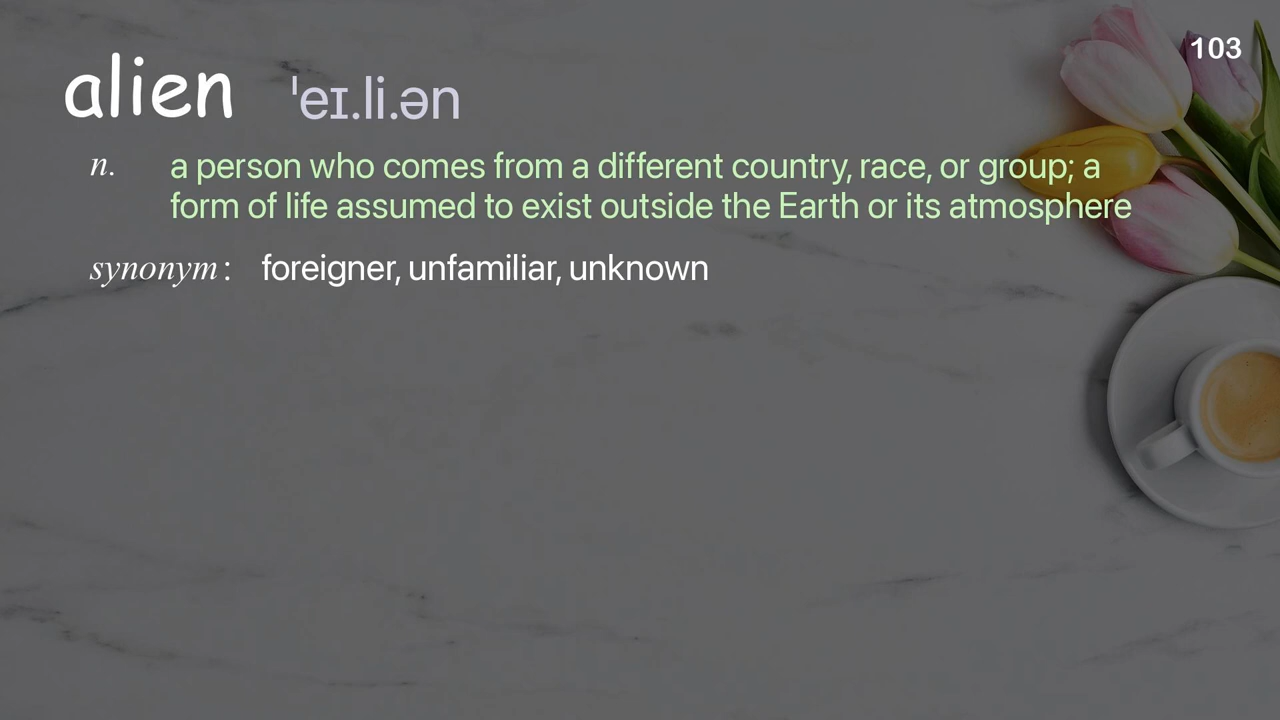 103
alien ˈeɪ.li.ən
n. a person who comes from a different country, race, or group; a
form of life assumed to exist outside the Earth or its atmosphere
synonym: foreigner, unfamiliar, unknown